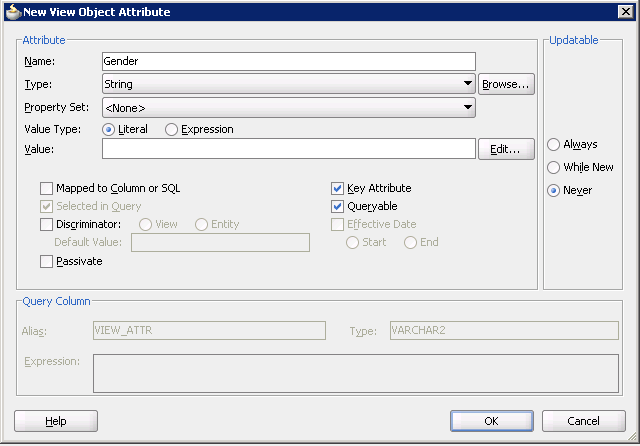 New View Object Attribute
Attribute
Updatable
Name: Gender
Type: String Browse...
Property Set: <None>
Value Type: Literal Expression
Value: Edit...
Always
While New
Never
Mapped to Column or SQL Key Attribute
Selected in Query Queryable
Discriminator: View Entity Effective Date
Default Value: Start End
Passivate
Query Column
Alias: VIEW_ATTR Type: VARCHAR2
Expression:
Help OK Cancel